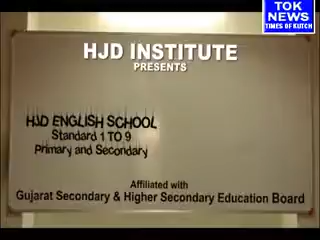 TOK
NEWS
TIMES OF KUTCH
HJD INSTITUTE
PRESENTS
HJD ENGLISH SCHOOL
Standard 1 TO 9
Primary and Secondary
Affiliated with
Gujarat Secondary & Higher Secondary Education Board